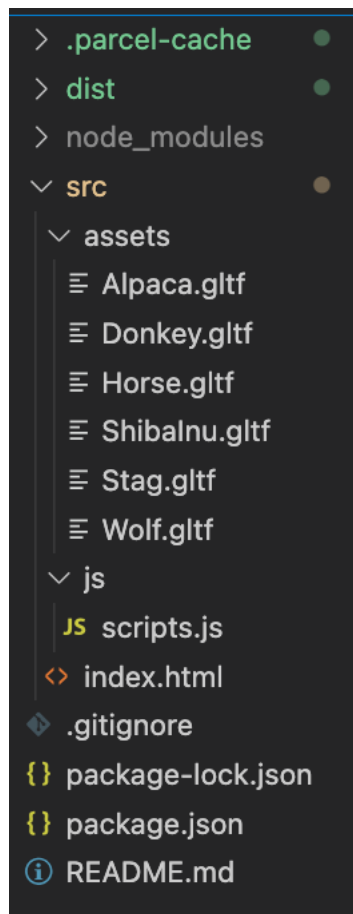 .parcel-cache
dist
node_modules
src
assets
Alpaca.gltf
Donkey.gltf
Horse.gltf
ShibaInu.gltf
Stag.gltf
Wolf.gltf
js
JS scripts.js
<> index.html
.gitignore
{} package-lock.json
{} package.json
README.md